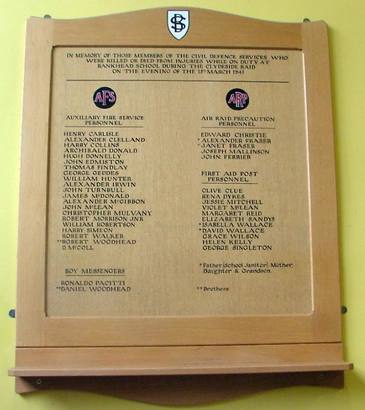 BS
IN MEMORY OF THOSE MEMBERS OF THE CIVIL DEFENCE SERVICES WHO
WERE KILLED OR DIED FROM INJURIES WHILE ON DUTY AT
BANKHEAD SCHOOL DURING THE CLYDESIDE RAID
ON THE EVENING OF THE 13TH MARCH 1941
AFS
AUXILIARY FIRE SERVICE
PERSONNEL
HENRY CARLISLE
ALEXANDER CLELLAND
HARRY COLLINS
ARCHIBALD DONALD
HUGH DONNELLY
JOHN EDMISTON
THOMAS FINDLAY
GEORGE GEDDES
WILLIAM HUNTER
ALEXANDER IRWIN
JOHN TURNBULL
JAMES McDONALD
ALEXANDER McGIBBON
JOHN McLEAN
CHRISTOPHER MULVANY
ROBERT MORRISON JNR
WILLIAM ROBERTSON
HARRY SIMEON
ROBERT WALKER
**ROBERT WOODHEAD
D McCOLL
BOY MESSENGERS
RONALDO PACITTI
**DANIEL WOODHEAD
ARP
AIR RAID PRECAUTION
PERSONNEL
EDWARD CHRISTIE
*ALEXANDER FRASER
*JANET FRASER
JOSEPH MALLINSON
JOHN FERRIER
FIRST AID POST
PERSONNEL
OLIVE CLUE
RENA DYKES
JESSIE MITCHELL
VIOLET McLEAN
MARGARET REID
ELIZABETH SANDYS
*ISABELLA WALLACE
*DAVID WALLACE
GRACE WILSON
HELEN KELLY
GEORGE SINGLETON
*Father (School Janitor) Mother,
Daughter & Grandson.
**Brothers